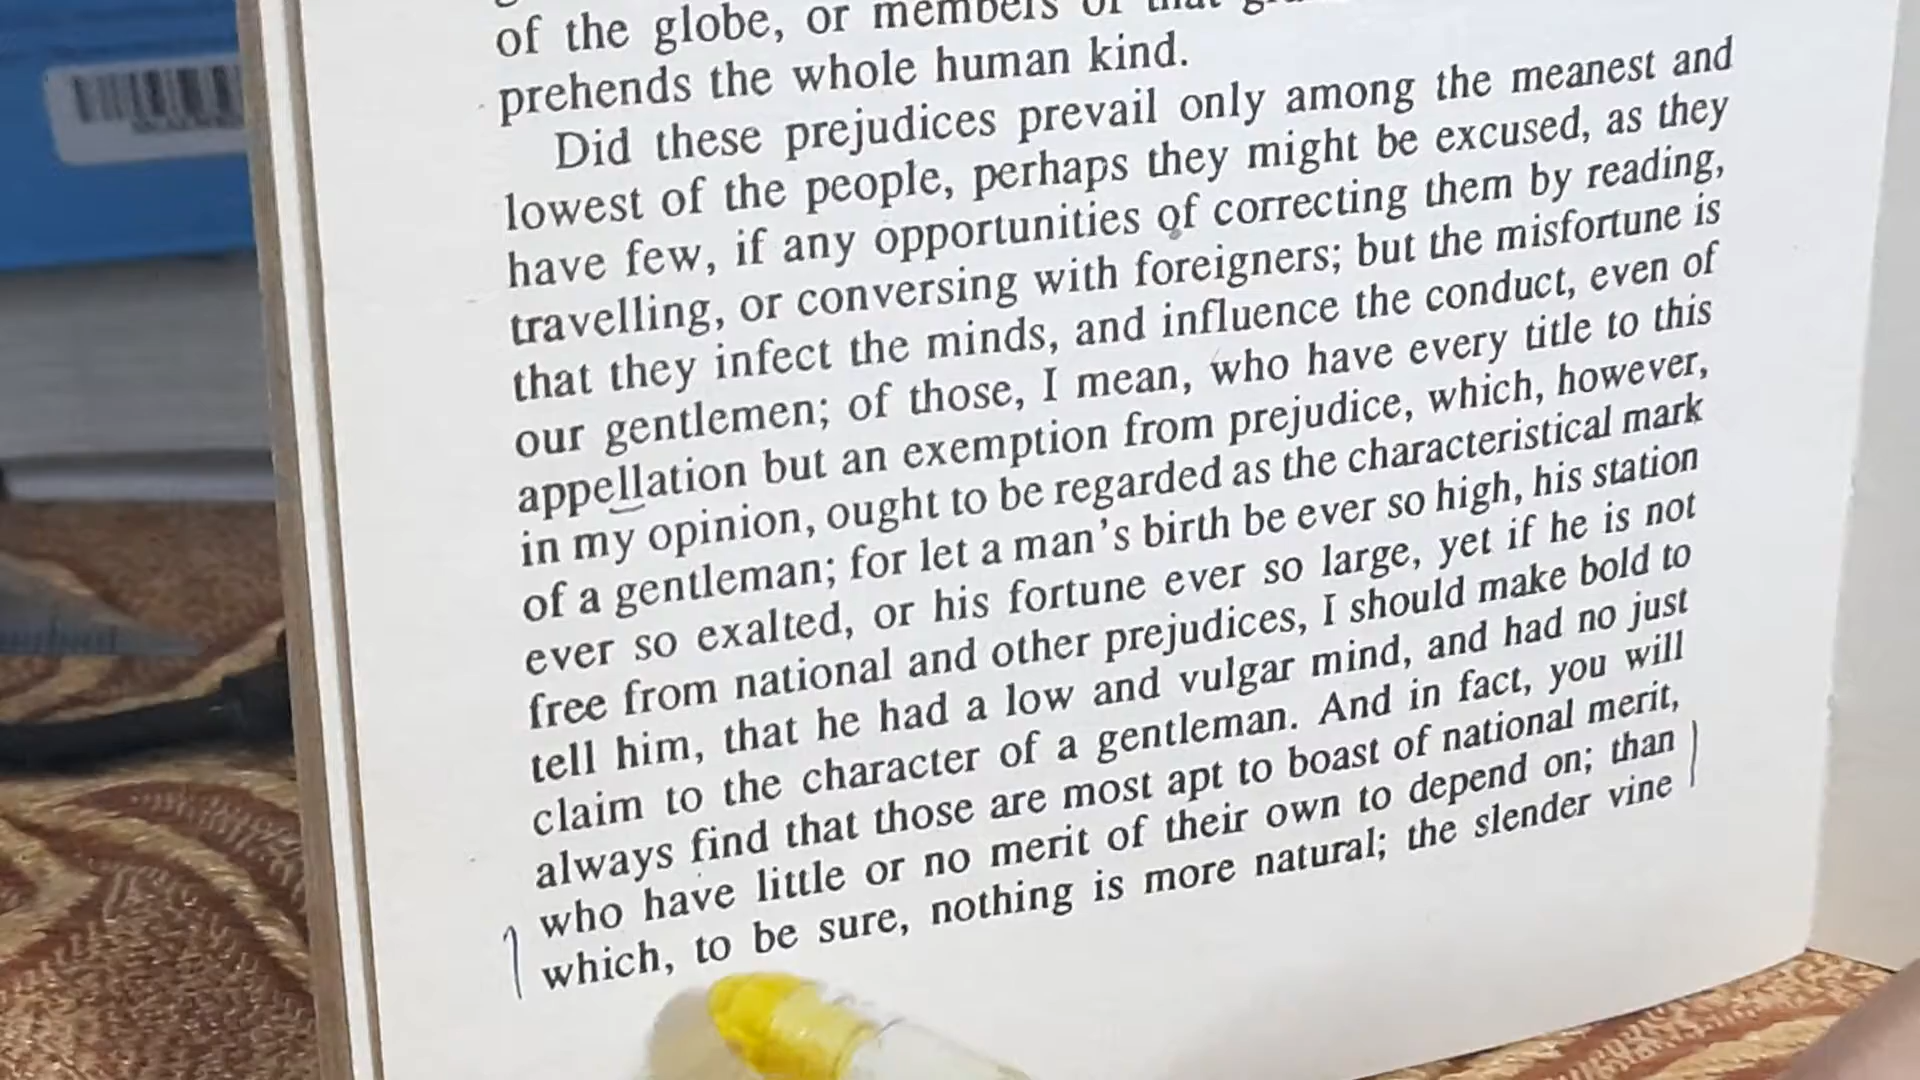 of the globe, or members of that
prehends the whole human kind.
Did these prejudices prevail only among the meanest and
lowest of the people, perhaps they might be excused, as they
have few, if any opportunities of correcting them by reading,
travelling, or conversing with foreigners; but the misfortune is
that they infect the minds, and influence the conduct, even of
our gentlemen; of those, I mean, who have every title to this
appellation but an exemption from prejudice, which, however,
in my opinion, ought to be regarded as the characteristical mark
of a gentleman; for let a man's birth be ever so high, his station
ever so exalted, or his fortune ever so large, yet if he is not
free from national and other prejudices, I should make bold to
tell him, that he had a low and vulgar mind, and had no just
claim to the character of a gentleman. And in fact, you will
always find that those are most apt to boast of national merit,
who have little or no merit of their own to depend on; than
which, to be sure, nothing is more natural; the slender vine